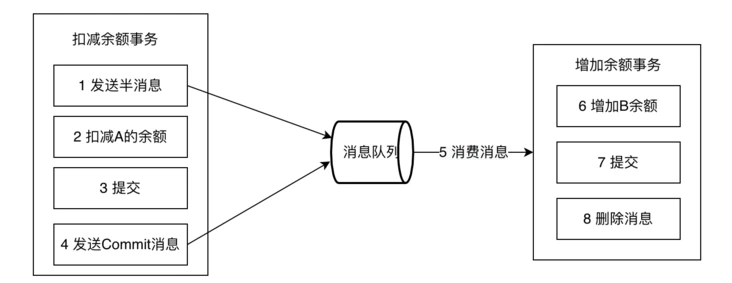 扣减余额事务
1 发送半消息
2 扣减A的余额
3 提交
4 发送Commit消息
消息队列
5 消费消息
增加余额事务
6 增加B余额
7 提交
8 删除消息